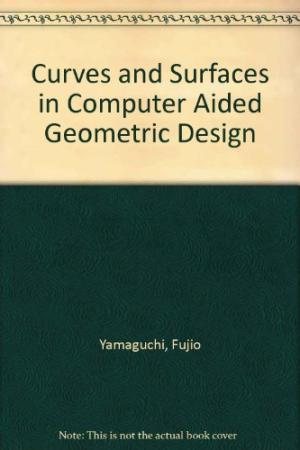 Curves and Surfaces
in Computer Aided
Geometric Design
Yamaguchi, Fujio
Note: This is not the actual book cover